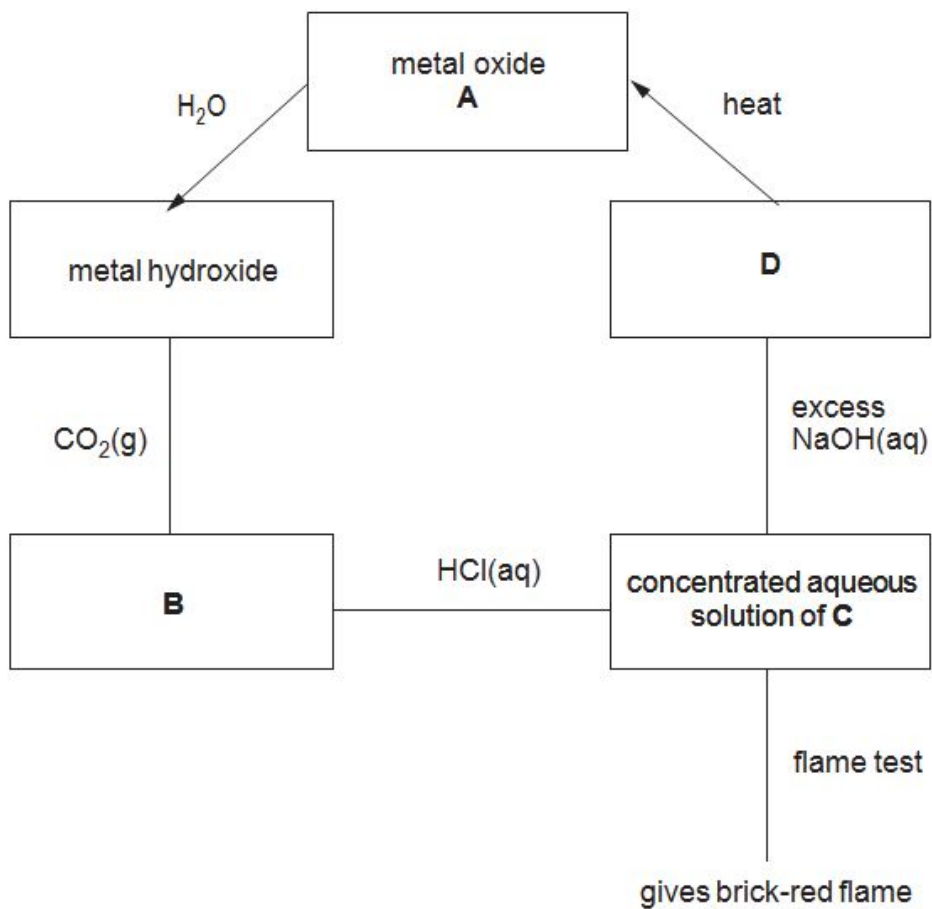 metal oxide
A
H₂O
heat
metal hydroxide
D
CO₂(g)
excess
NaOH(aq)
B
HCl(aq)
concentrated aqueous
solution of C
flame test
gives brick-red flame